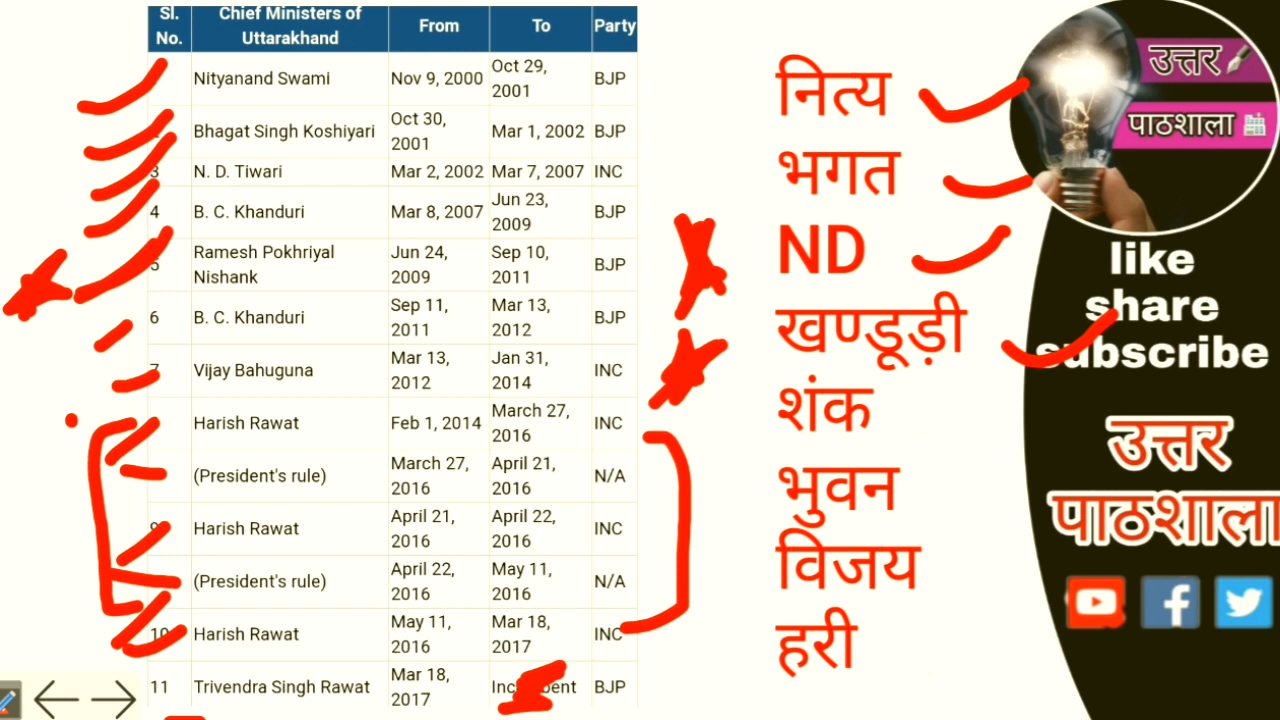 Sl. No. Chief Ministers of Uttarakhand From To Party
Nityanand Swami Nov 9, 2000 Oct 29, 2001 BJP
Bhagat Singh Koshiyari Oct 30, 2001 Mar 1, 2002 BJP
3 N. D. Tiwari Mar 2, 2002 Mar 7, 2007 INC
4 B. C. Khanduri Mar 8, 2007 Jun 23, 2009 BJP
5 Ramesh Pokhriyal Nishank Jun 24, 2009 Sep 10, 2011 BJP
6 B. C. Khanduri Sep 11, 2011 Mar 13, 2012 BJP
7 Vijay Bahuguna Mar 13, 2012 Jan 31, 2014 INC
Harish Rawat Feb 1, 2014 March 27, 2016 INC
(President's rule) March 27, 2016 April 21, 2016 N/A
9 Harish Rawat April 21, 2016 April 22, 2016 INC
(President's rule) April 22, 2016 May 11, 2016 N/A
10 Harish Rawat May 11, 2016 Mar 18, 2017 INC
11 Trivendra Singh Rawat Mar 18, 2017 BJP
नित्य
भगत
ND
खण्डूड़ी
शंक
भुवन
विजय
हरी
उत्तर
पाठशाला
like
share
subscribe
उत्तर
पाठशाला